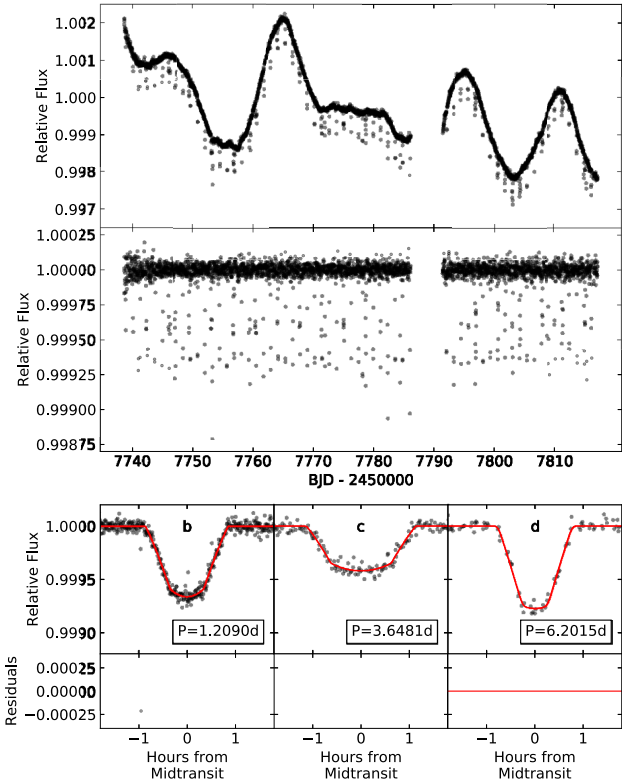 1.002
1.001
1.000
0.999
0.998
0.997
Relative Flux
1.00025
1.00000
0.99975
0.99950
0.99925
0.99900
0.99875
Relative Flux
7740 7750 7760 7770 7780 7790 7800 7810
BJD - 2450000
1.0000
0.9995
0.9990
Relative Flux
b c d
P=1.2090d P=3.6481d P=6.2015d
0.00025
0.00000
−0.00025
Residuals
−1 0 1 −1 0 1 −1 0 1
Hours from Hours from Hours from
Midtransit Midtransit Midtransit